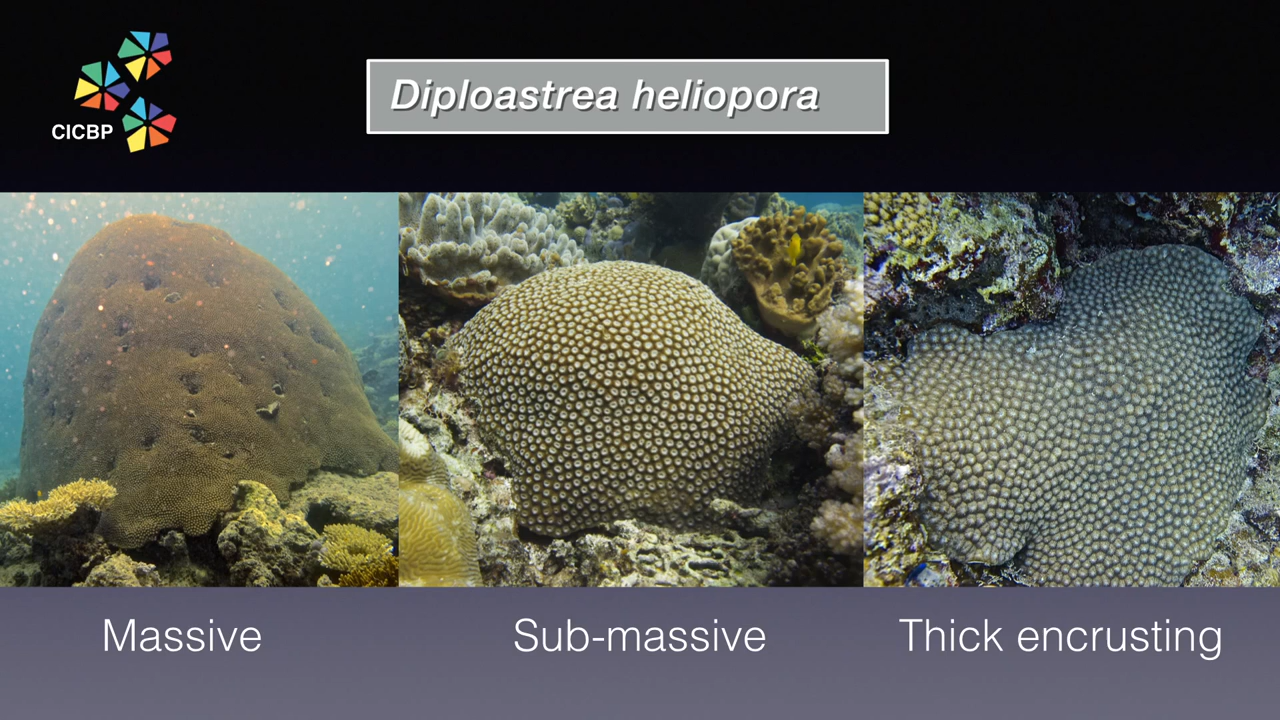 CICBP
Diploastrea heliopora
Massive
Sub-massive
Thick encrusting